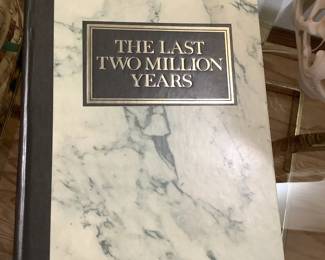 THE LAST
TWO MILLION
YEARS